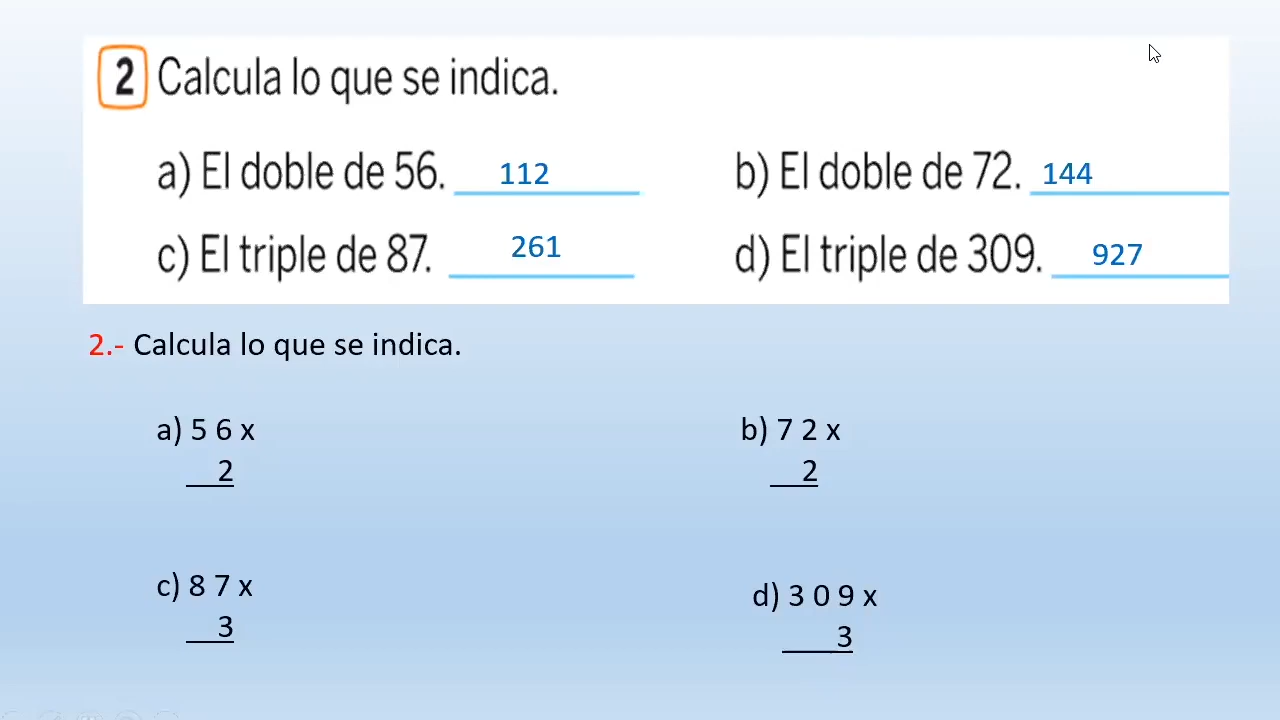 2 Calcula lo que se indica.
a) El doble de 56. 112
b) El doble de 72. 144
c) El triple de 87. 261
d) El triple de 309. 927
2.- Calcula lo que se indica.
a) 5 6 x
2
b) 7 2 x
2
c) 8 7 x
3
d) 3 0 9 x
3